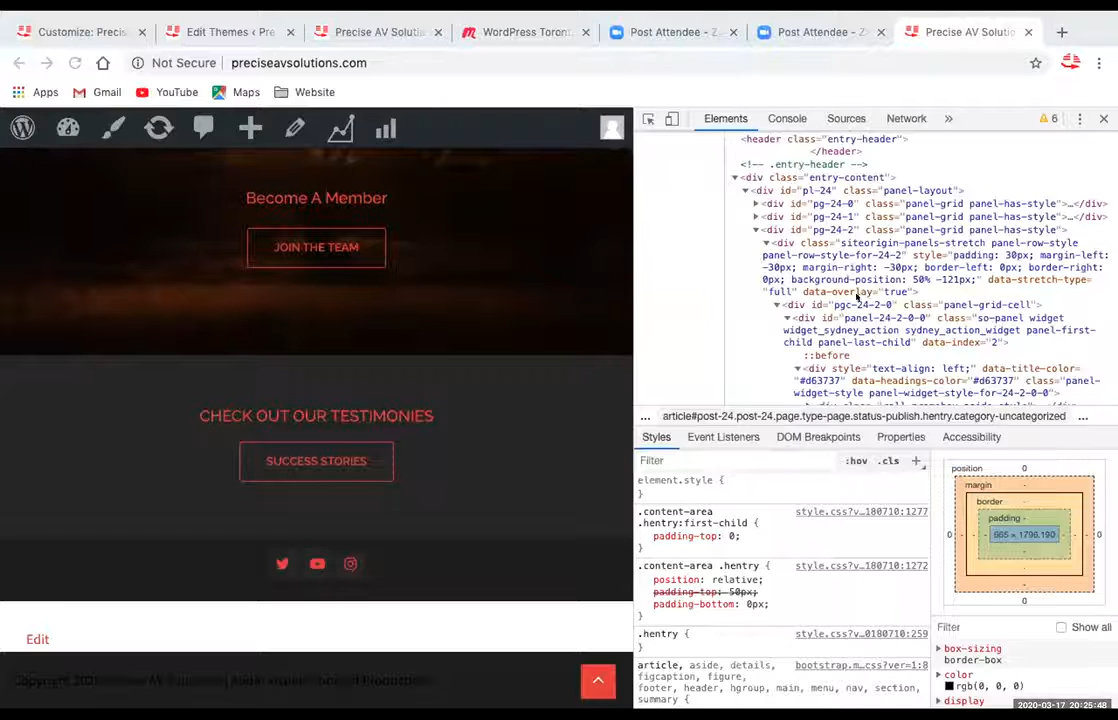 Customize: Precis
Edit Themes ‹ Pre
Precise AV Solutio
WordPress Toront
Post Attendee - Z
Post Attendee - Z
Precise AV Solutio
Not Secure | preciseavsolutions.com
Apps Gmail YouTube Maps Website
Become A Member
JOIN THE TEAM
CHECK OUT OUR TESTIMONIES
SUCCESS STORIES
Edit
Elements Console Sources Network » 6
<header class="entry-header">
</header>
<!-- .entry-header -->
<div class="entry-content">
<div id="pl-24" class="panel-layout">
<div id="pg-24-0" class="panel-grid panel-has-style">…</div>
<div id="pg-24-1" class="panel-grid panel-has-style">…</div>
<div id="pg-24-2" class="panel-grid panel-has-style">
<div class="siteorigin-panels-stretch panel-row-style
panel-row-style-for-24-2" style="padding: 30px; margin-left:
-30px; margin-right: -30px; border-left: 0px; border-right:
0px; background-position: 50% -121px;" data-stretch-type=
"full" data-overlay="true">
<div id="pgc-24-2-0" class="panel-grid-cell">
<div id="panel-24-2-0-0" class="so-panel widget
widget_sydney_action sydney_action_widget panel-first-
child panel-last-child" data-index="2">
::before
<div style="text-align: left;" data-title-color=
"#d63737" data-headings-color="#d63737" class="panel-
widget-style panel-widget-style-for-24-2-0-0">
... article#post-24.post-24.page.type-page.status-publish.hentry.category-uncategorized ...
Styles Event Listeners DOM Breakpoints Properties Accessibility
Filter :hov .cls +
element.style {
}
.content-area style.css?v…180710:1277
.hentry:first-child {
padding-top: 0;
}
.content-area .hentry { style.css?v…180710:1272
position: relative;
padding-top: 50px;
padding-bottom: 0px;
}
.hentry { style.css?v…0180710:259
}
article, aside, details, bootstrap.m…css?ver=1:8
figcaption, figure,
footer, header, hgroup, main, menu, nav, section,
summary {
position 0
margin -
border -
padding -
0 - - - 665 × 1796.190 - - - 0
-
-
-
0
Filter Show all
box-sizing
border-box
color
rgb(0, 0, 0)
display
2020-03-17 20:25:48